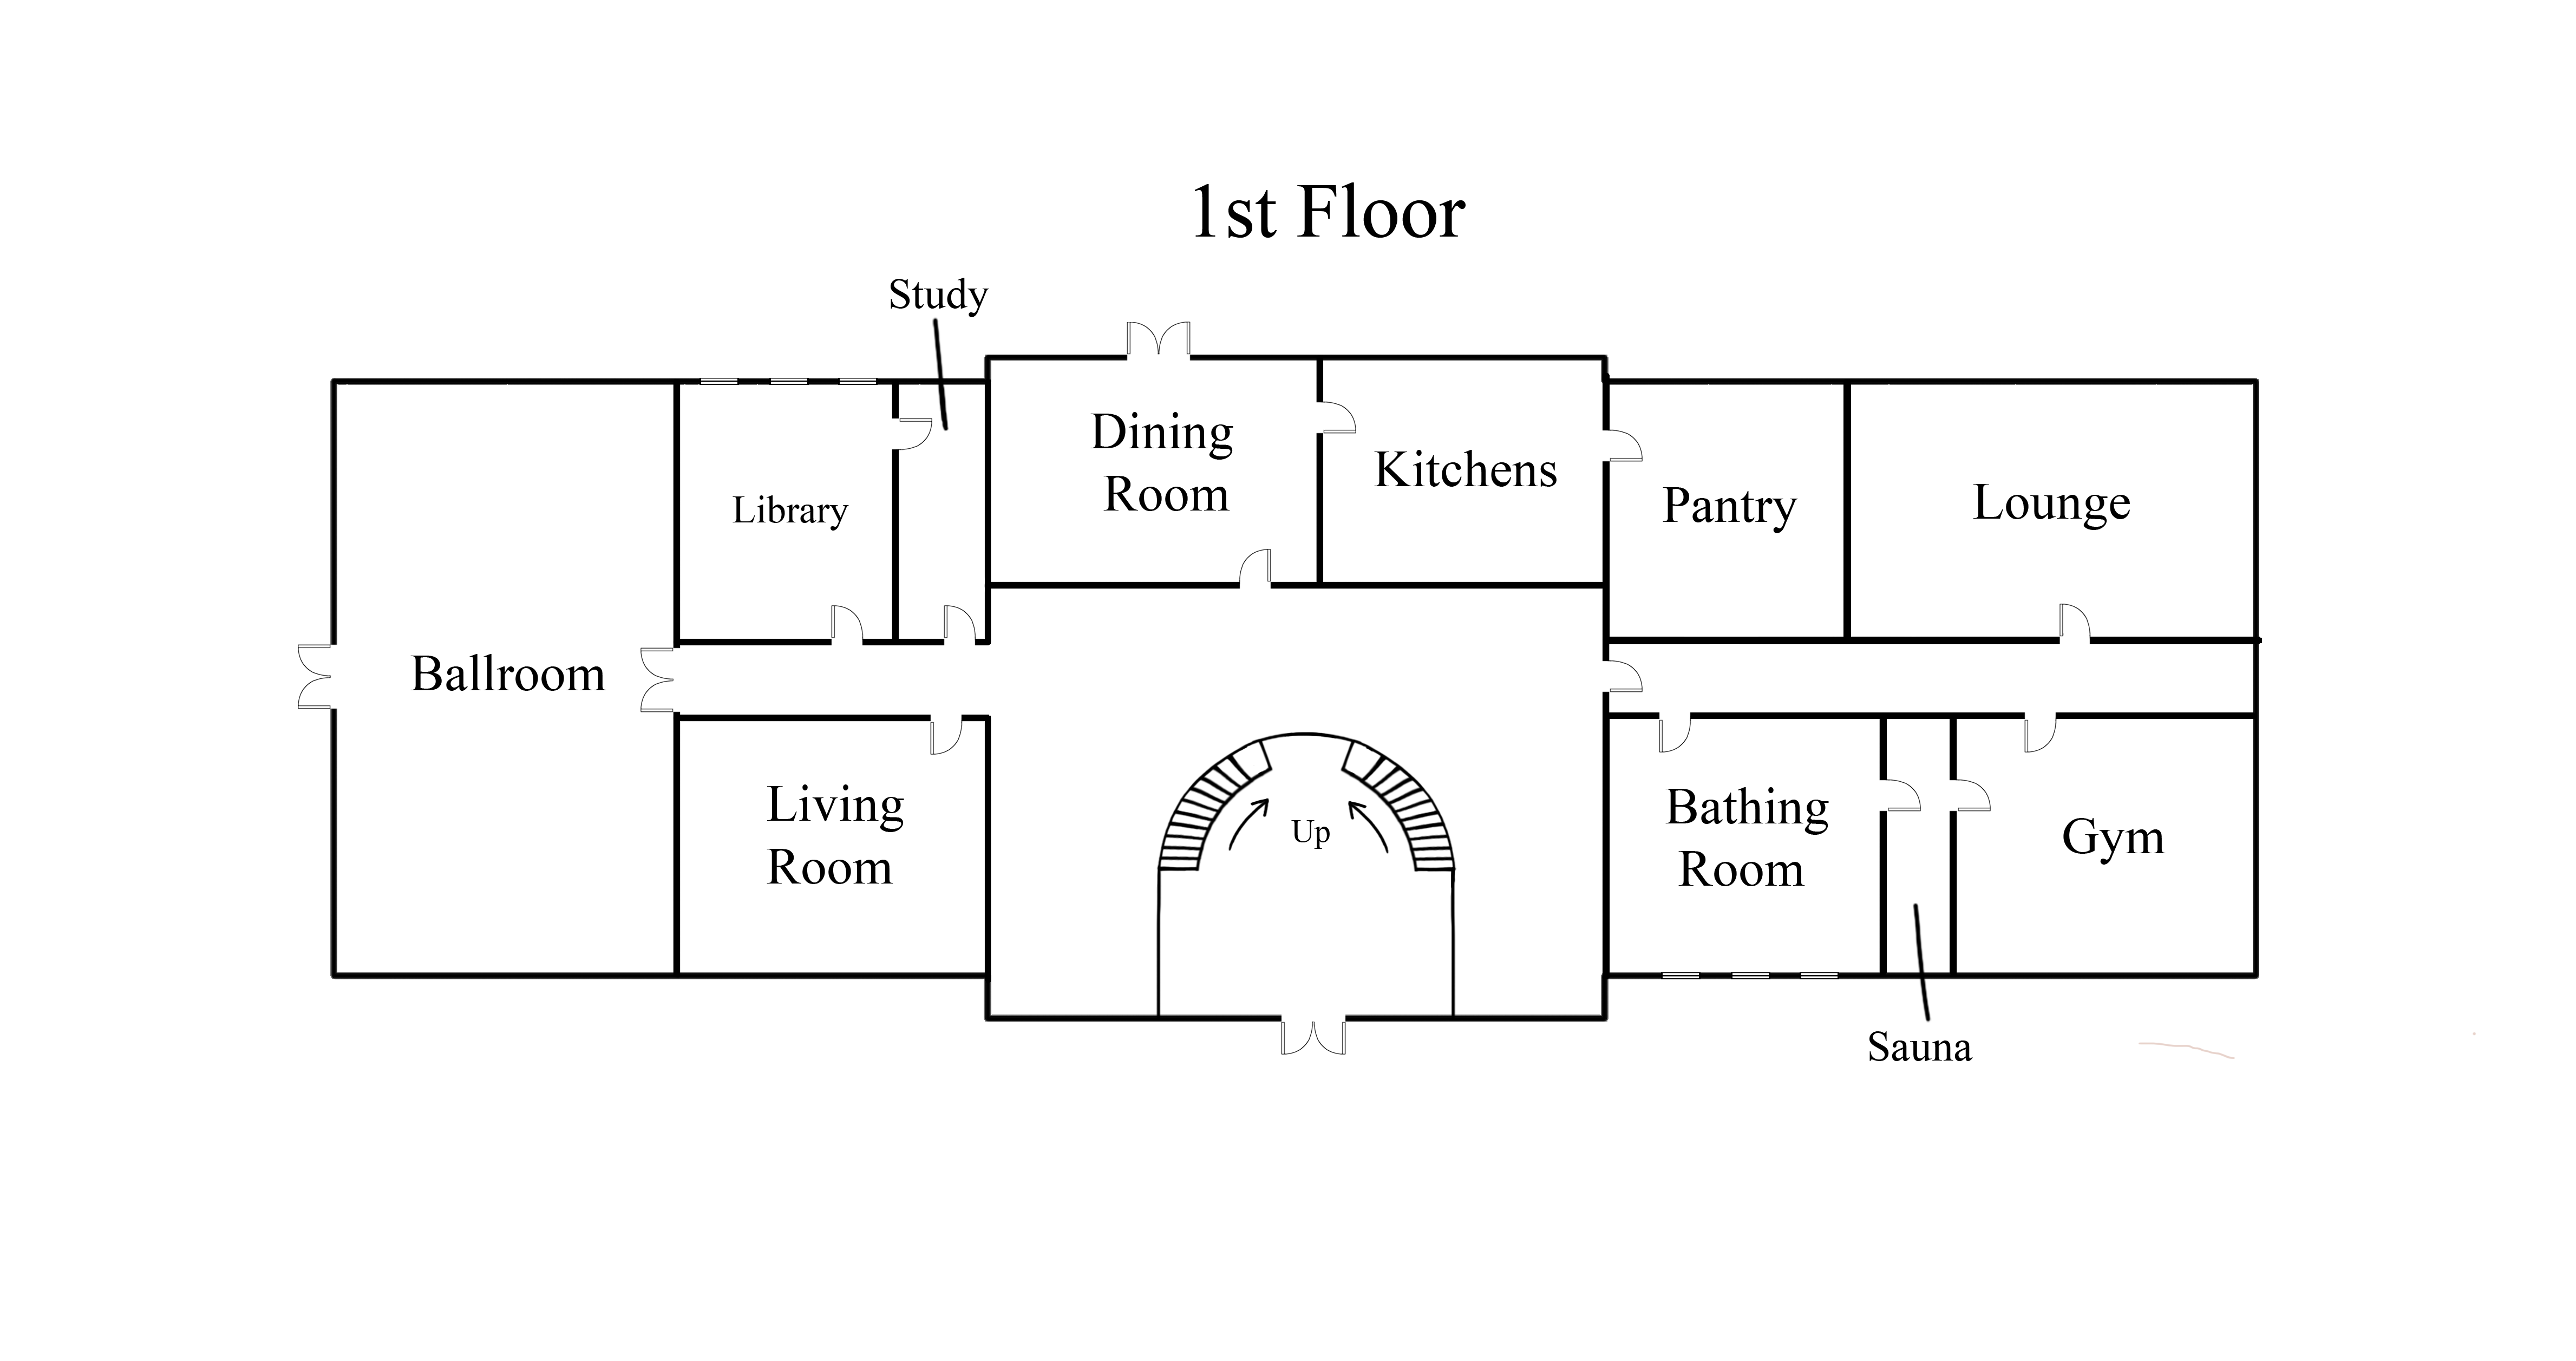 1st Floor
Study
Dining
Room
Kitchens
Library
Pantry
Lounge
Ballroom
Living
Room
Up
Bathing
Room
Gym
Sauna